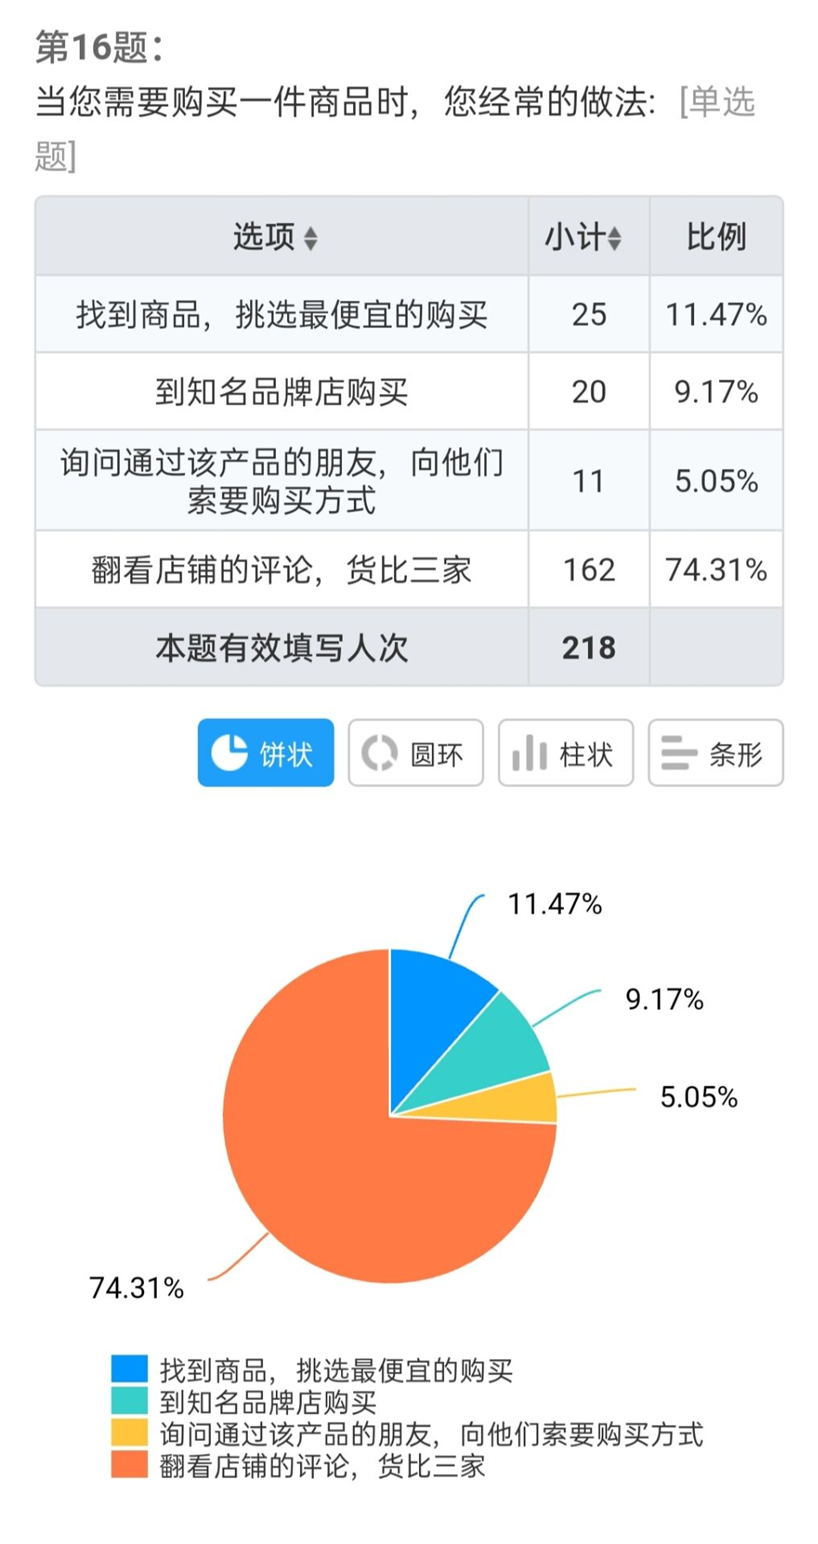 第16题：
当您需要购买一件商品时，您经常的做法: [单选
题]
选项 小计 比例
找到商品，挑选最便宜的购买 25 11.47%
到知名品牌店购买 20 9.17%
询问通过该产品的朋友，向他们
索要购买方式 11 5.05%
翻看店铺的评论，货比三家 162 74.31%
本题有效填写人次 218
饼状 圆环 柱状 条形
11.47%
9.17%
5.05%
74.31%
找到商品，挑选最便宜的购买
到知名品牌店购买
询问通过该产品的朋友，向他们索要购买方式
翻看店铺的评论，货比三家